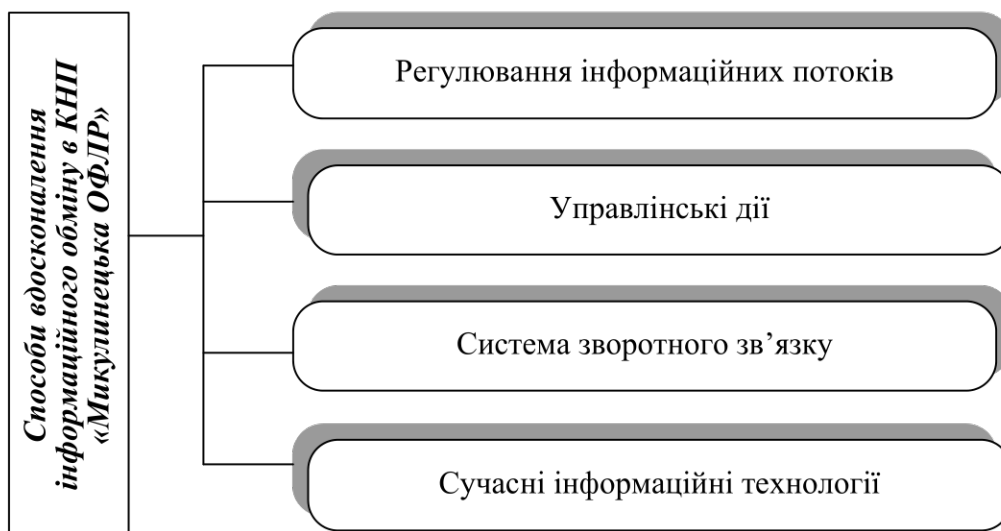 Способи вдосконалення
інформаційного обміну в КНП
«Микулинецька ОФЛР»
Регулювання інформаційних потоків
Управлінські дії
Система зворотного зв’язку
Сучасні інформаційні технології